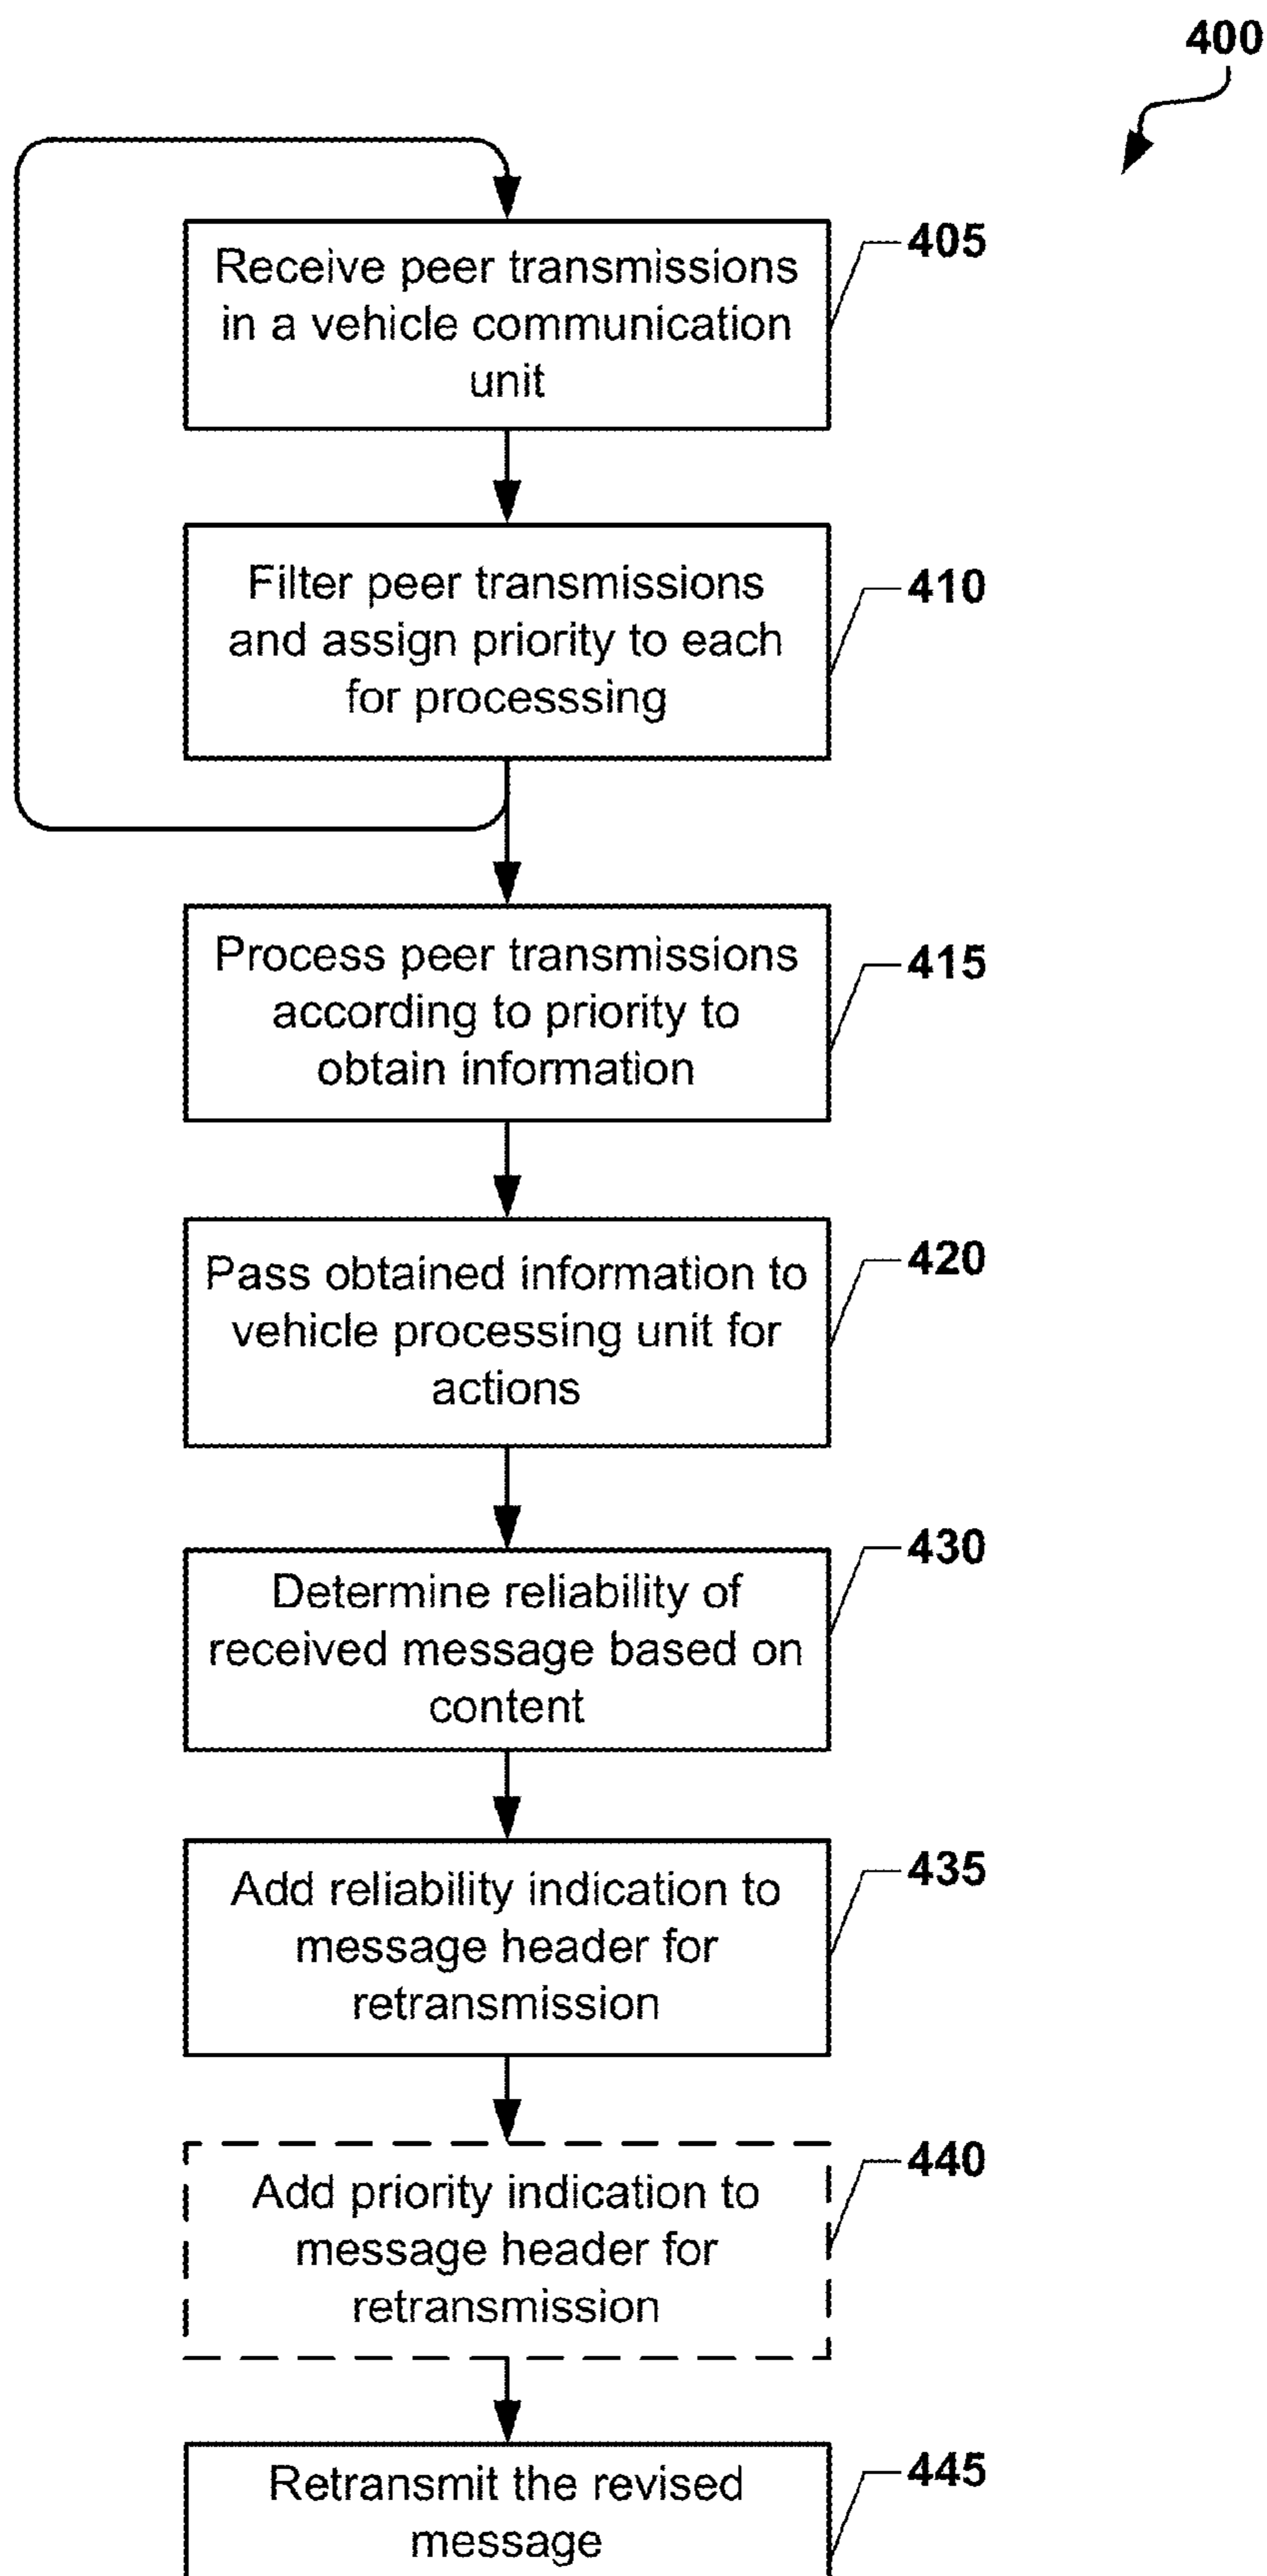 400
Receive peer transmissions
in a vehicle communication
unit
405
Filter peer transmissions
and assign priority to each
for processsing
410
Process peer transmissions
according to priority to
obtain information
415
Pass obtained information to
vehicle processing unit for
actions
420
Determine reliability of
received message based on
content
430
Add reliability indication to
message header for
retransmission
435
Add priority indication to
message header for
retransmission
440
Retransmit the revised
message
445